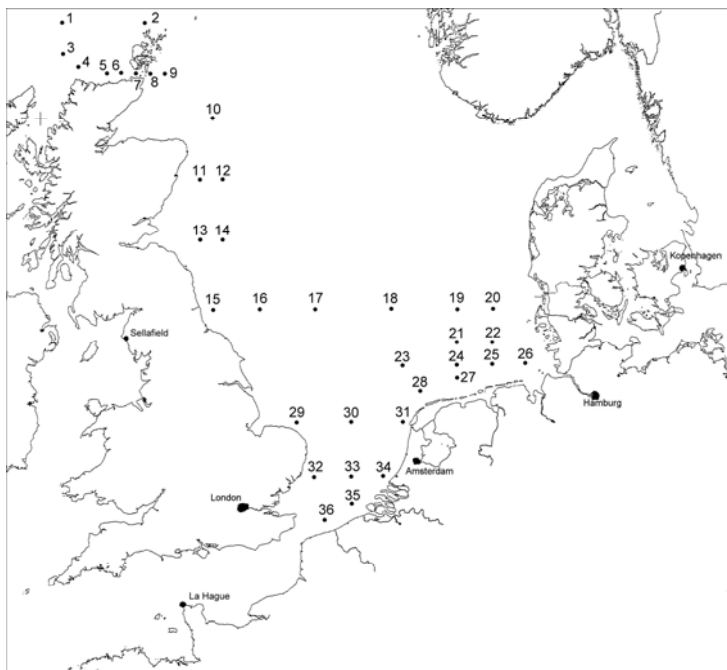 1 2
3
4 5 6 7 8 9
10
11 12
13 14
Kopenhagen
15 16 17 18 19 20
Sellafield
21 22
23 24 25 26
27
28
Hamburg
29 30 31
Amsterdam
32 33 34
London
35
36
La Hague